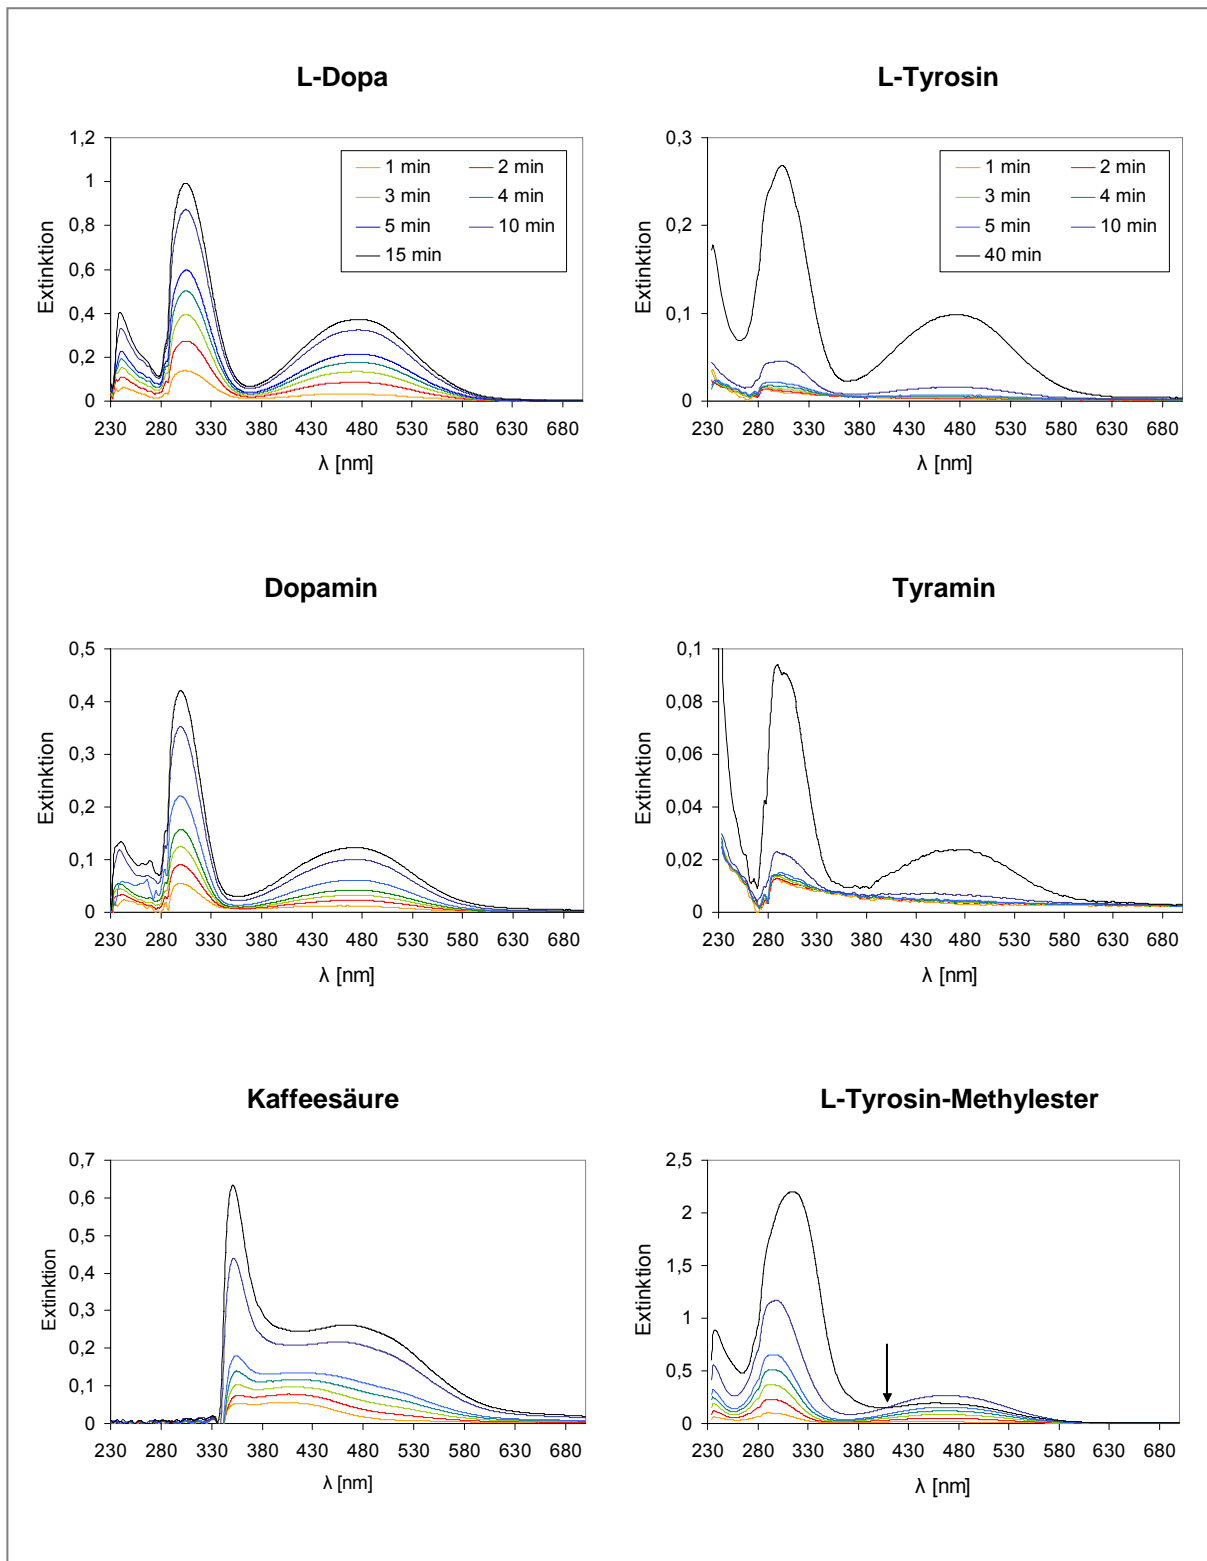 L-Dopa
Extinktion
1,2
1
0,8
0,6
0,4
0,2
0
1 min 2 min
3 min 4 min
5 min 10 min
15 min
230 280 330 380 430 480 530 580 630 680
λ [nm]
L-Tyrosin
Extinktion
0,3
0,2
0,1
0
1 min 2 min
3 min 4 min
5 min 10 min
40 min
230 280 330 380 430 480 530 580 630 680
λ [nm]
Dopamin
Extinktion
0,5
0,4
0,3
0,2
0,1
0
230 280 330 380 430 480 530 580 630 680
λ [nm]
Tyramin
Extinktion
0,1
0,08
0,06
0,04
0,02
0
230 280 330 380 430 480 530 580 630 680
λ [nm]
Kaffeesäure
Extinktion
0,7
0,6
0,5
0,4
0,3
0,2
0,1
0
230 280 330 380 430 480 530 580 630 680
λ [nm]
L-Tyrosin-Methylester
Extinktion
2,5
2
1,5
1
0,5
0
230 280 330 380 430 480 530 580 630 680
λ [nm]